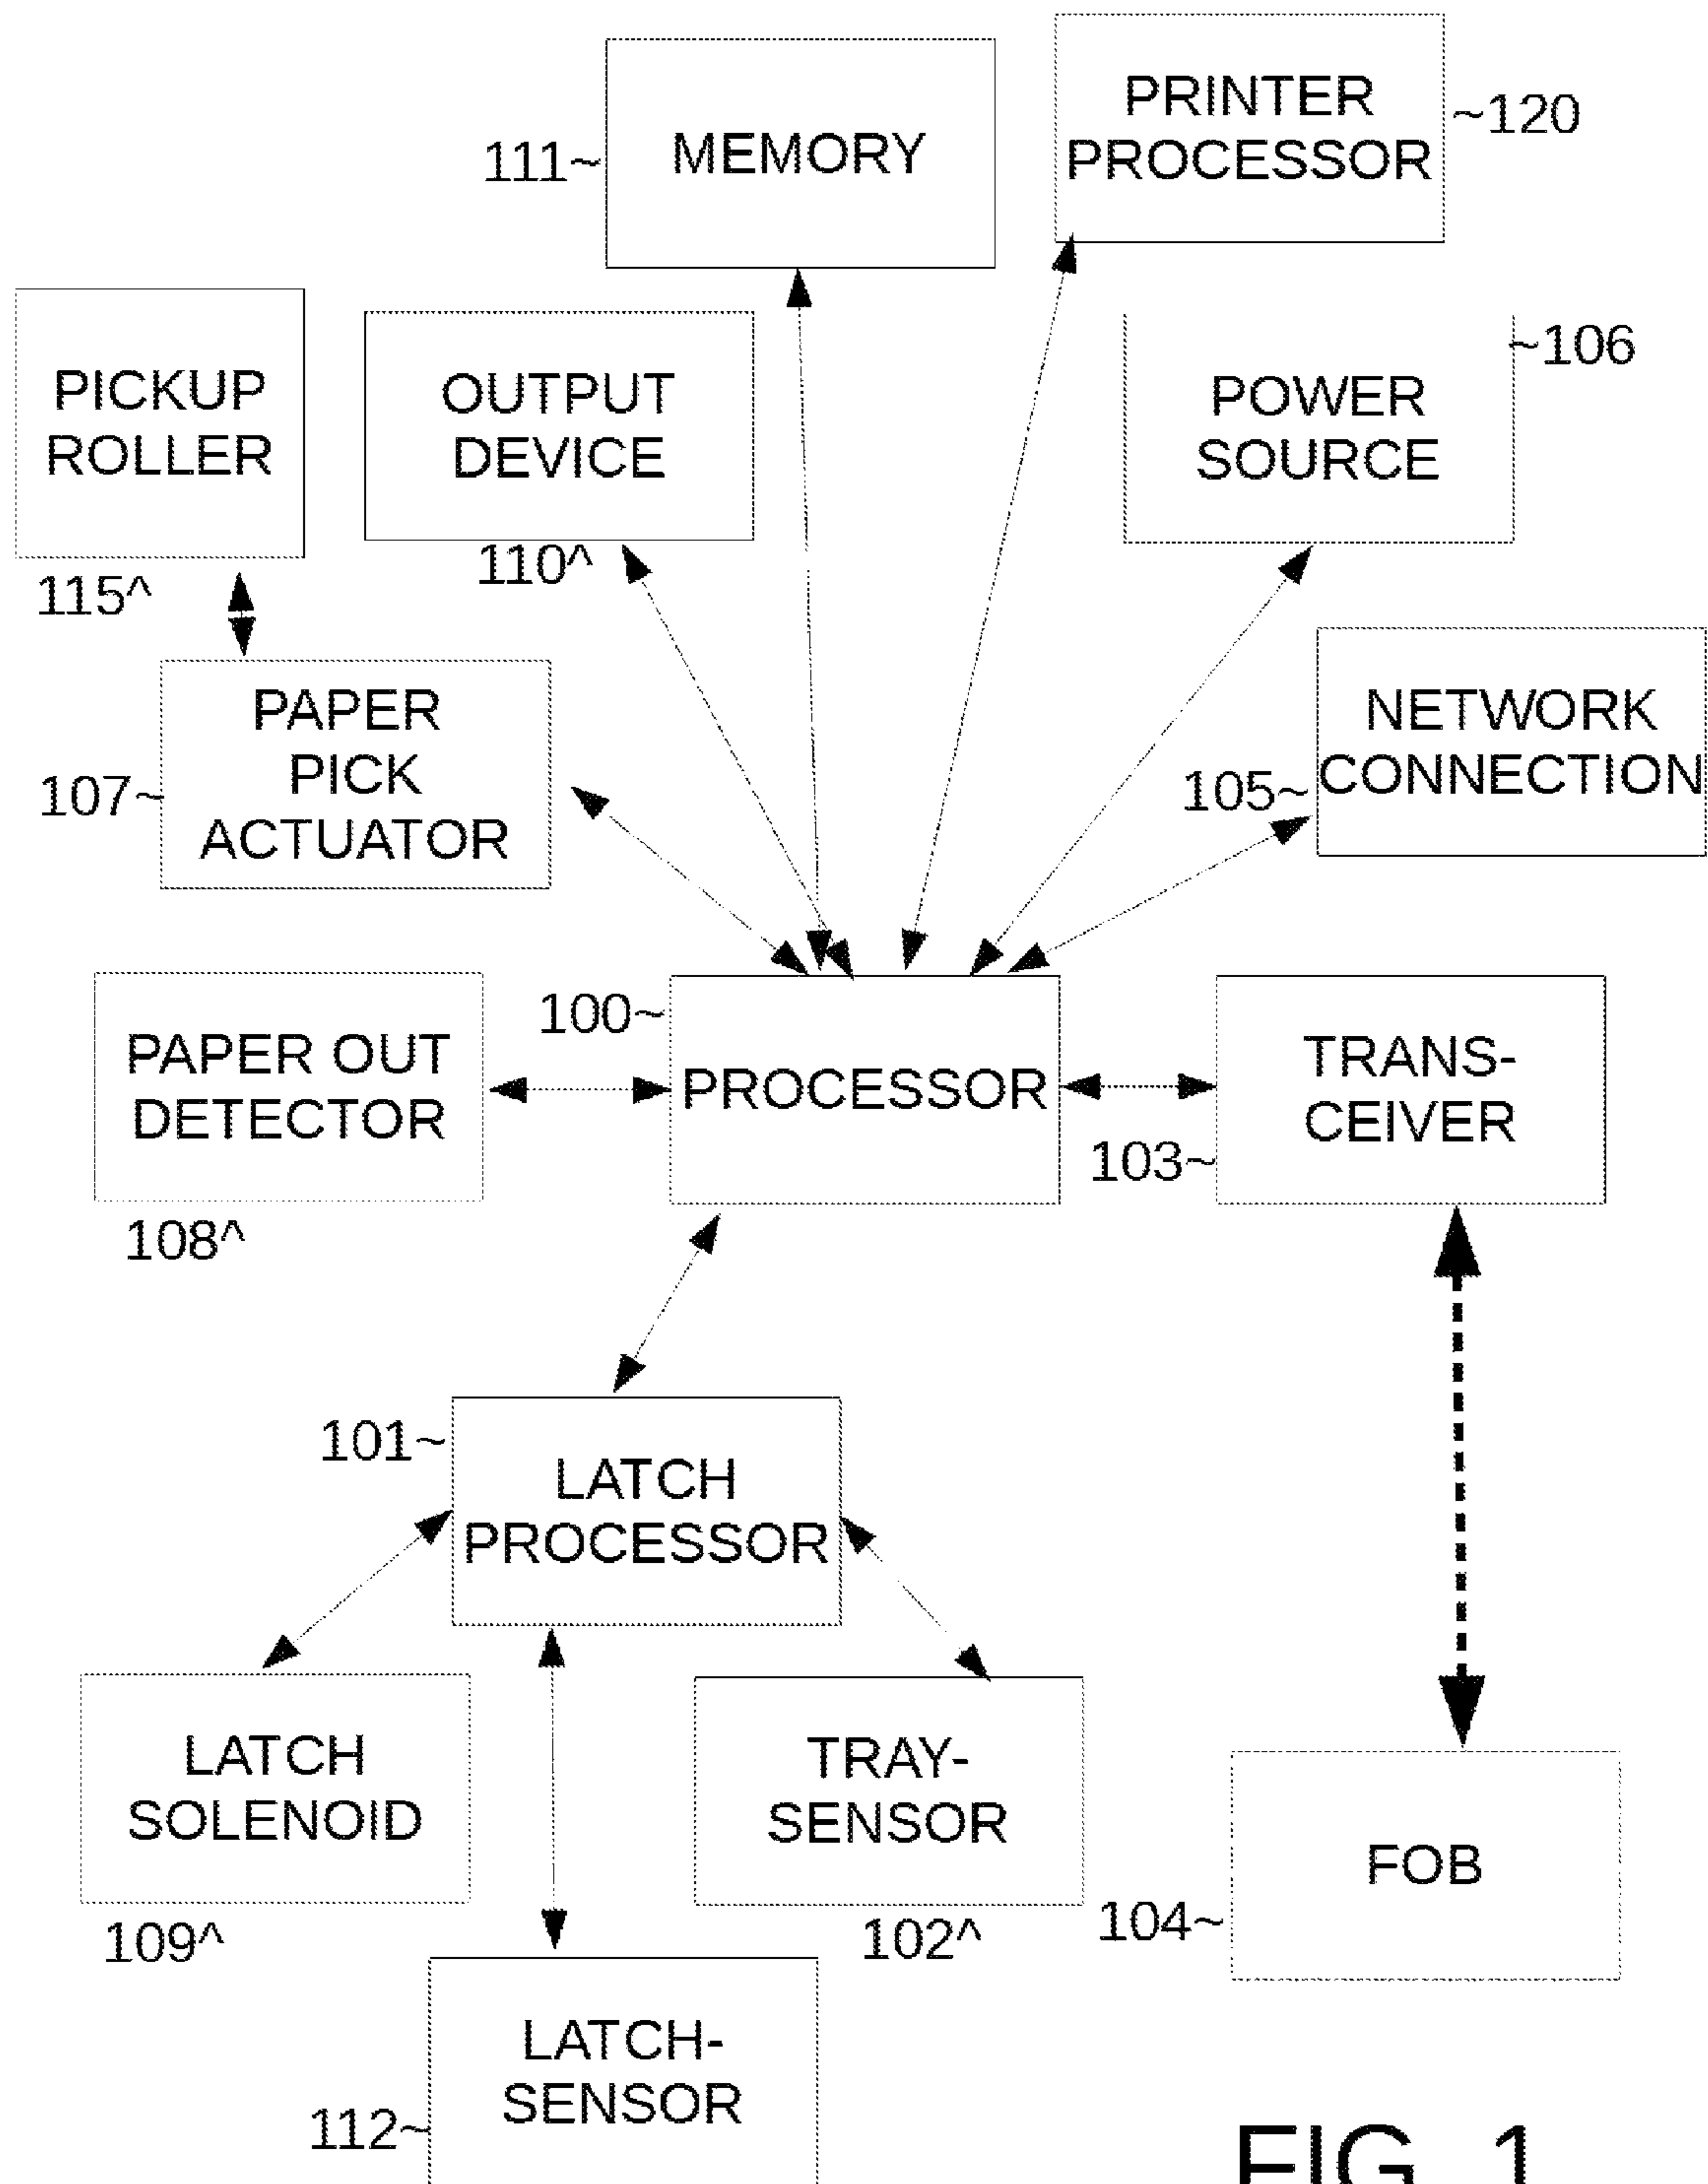 PRINTER
PROCESSOR
~120
MEMORY
111~
PICKUP
ROLLER
115^
OUTPUT
DEVICE
110^
~106
POWER
SOURCE
PAPER
PICK
ACTUATOR
107~
NETWORK
CONNECTION
105~
PAPER OUT
DETECTOR
108^
100~
PROCESSOR
TRANS-
CEIVER
103~
101~
LATCH
PROCESSOR
LATCH
SOLENOID
109^
TRAY-
SENSOR
102^
FOB
104~
LATCH-
SENSOR
112~
FIG. 1